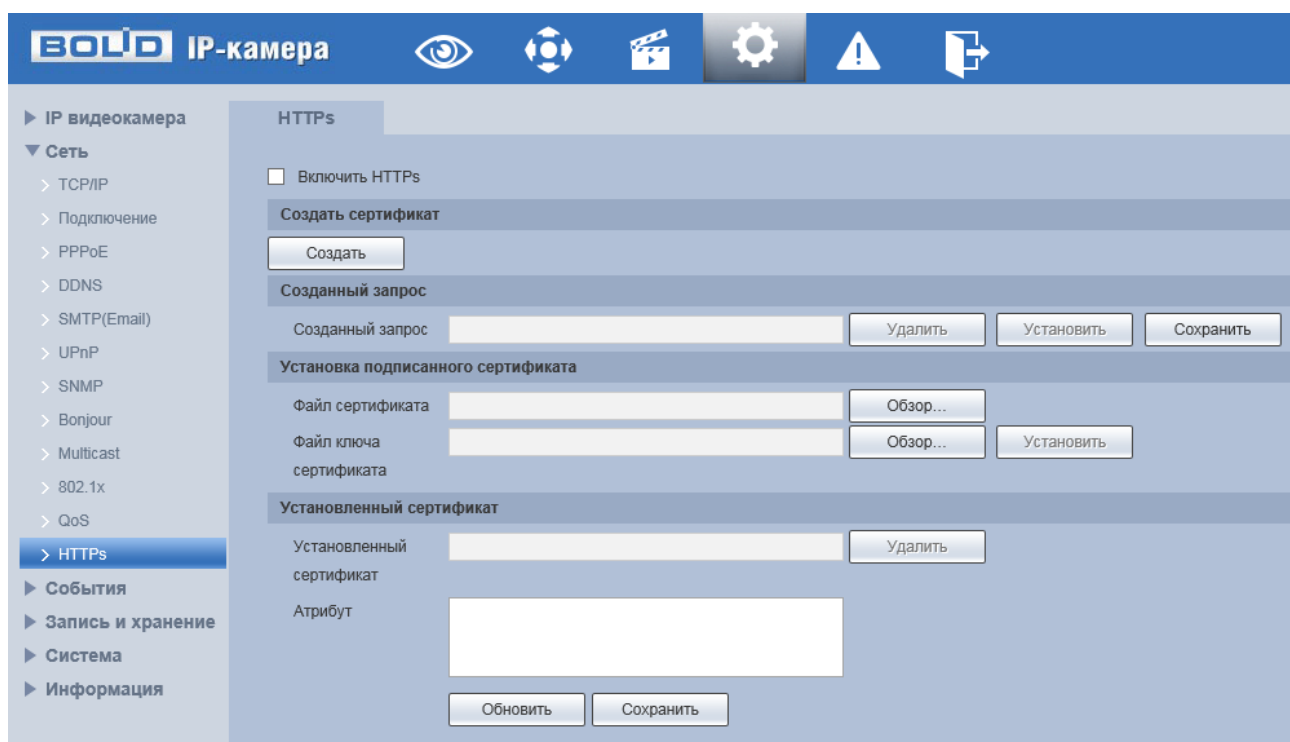 BOLID IP-камера
IP видеокамера
Сеть
TCP/IP
Подключение
PPPoE
DDNS
SMTP(Email)
UPnP
SNMP
Bonjour
Multicast
802.1x
QoS
HTTPs
События
Запись и хранение
Система
Информация
HTTPs
Включить HTTPs
Создать сертификат
Создать
Созданный запрос
Созданный запрос Удалить Установить Сохранить
Установка подписанного сертификата
Файл сертификата Обзор...
Файл ключа Обзор... Установить
сертификата
Установленный сертификат
Установленный Удалить
сертификат
Атрибут
Обновить Сохранить